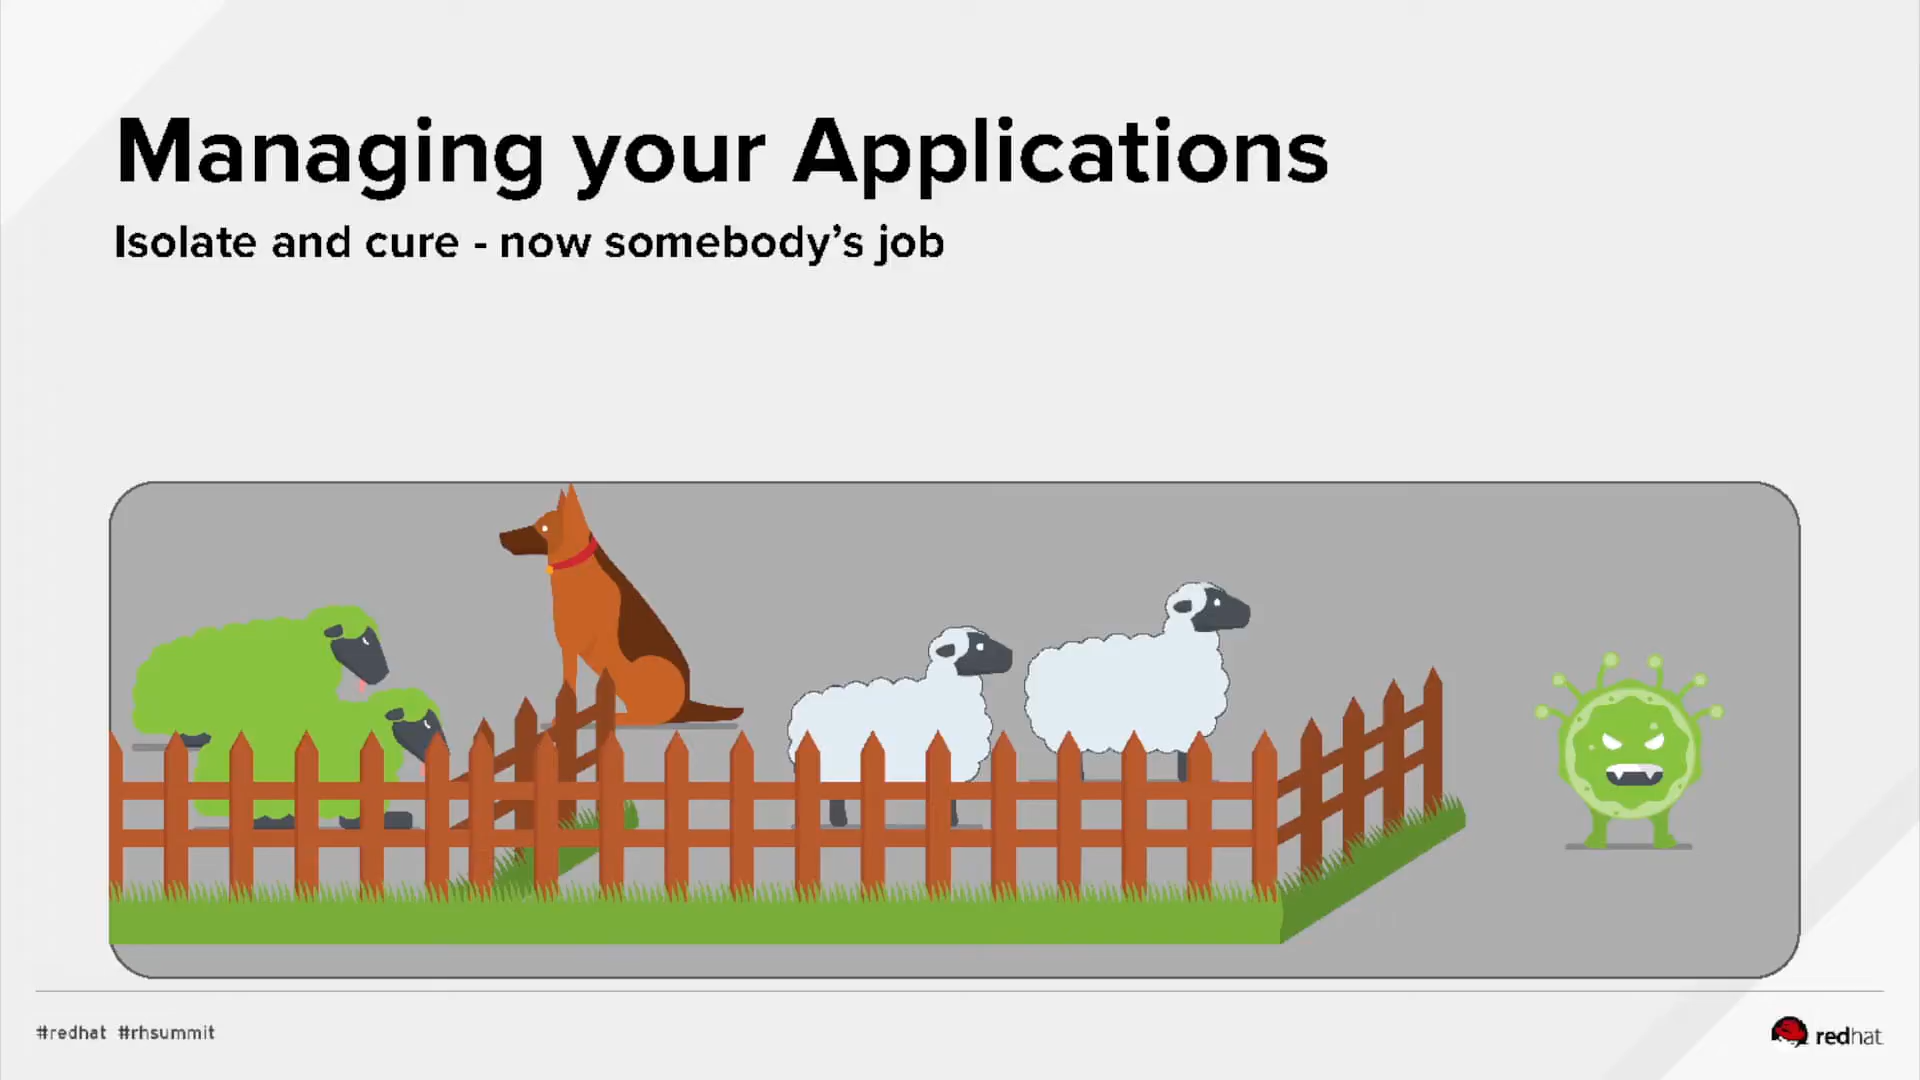 Managing your Applications
Isolate and cure - now somebody’s job
#redhat #rhsummit
redhat